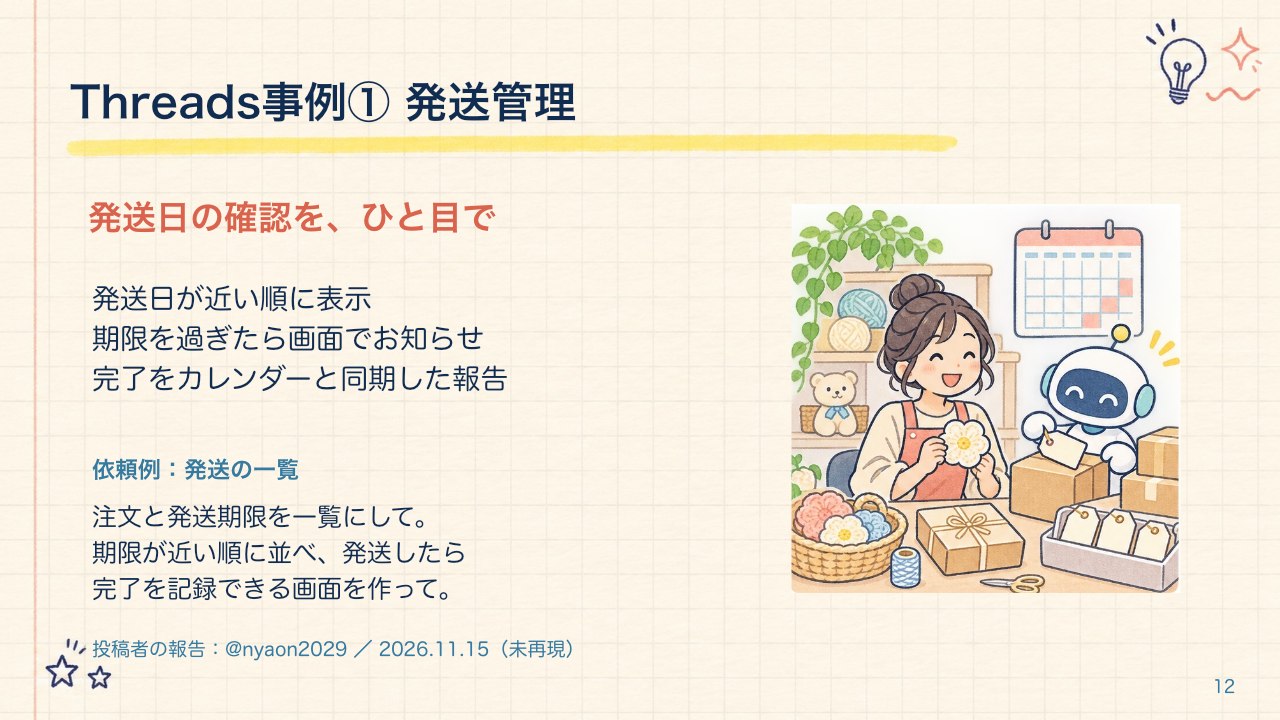 Threads事例① 発送管理
発送日の確認を、ひと目で
発送日が近い順に表示
期限を過ぎたら画面でお知らせ
完了をカレンダーと同期した報告
依頼例：発送の一覧
注文と発送期限を一覧にして。
期限が近い順に並べ、発送したら
完了を記録できる画面を作って。
投稿者の報告：@nyaon2029 ／ 2026.11.15（未再現）
12